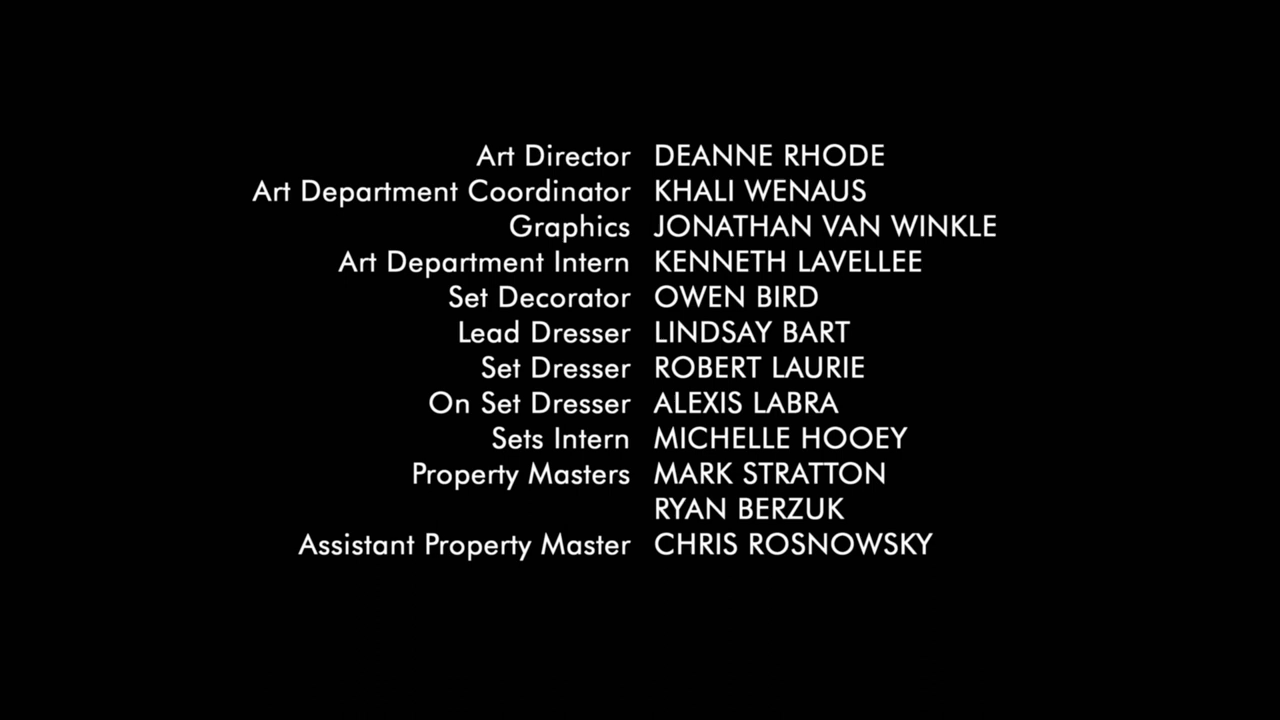 Art Director DEANNE RHODE
Art Department Coordinator KHALI WENAUS
Graphics JONATHAN VAN WINKLE
Art Department Intern KENNETH LAVELLEE
Set Decorator OWEN BIRD
Lead Dresser LINDSAY BART
Set Dresser ROBERT LAURIE
On Set Dresser ALEXIS LABRA
Sets Intern MICHELLE HOOEY
Property Masters MARK STRATTON
RYAN BERZUK
Assistant Property Master CHRIS ROSNOWSKY